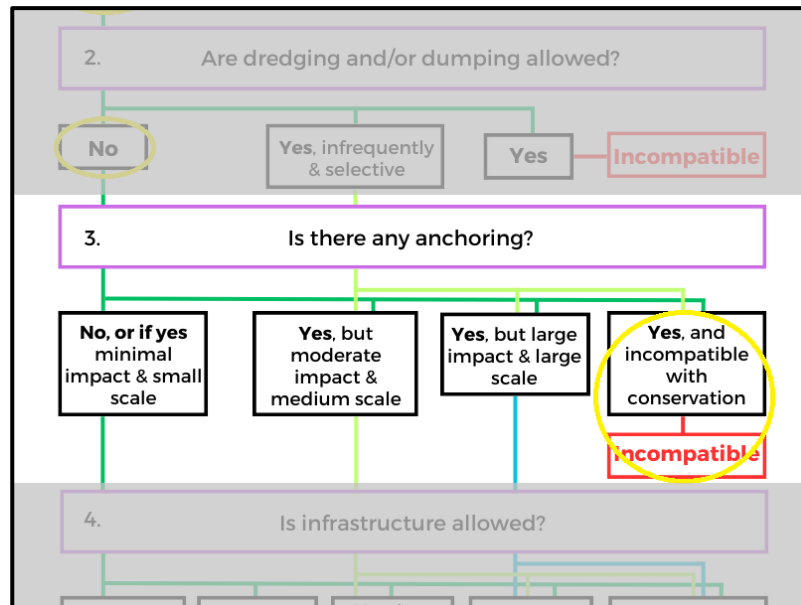 2. Are dredging and/or dumping allowed?
No
Yes, infrequently
& selective
Yes
Incompatible
3. Is there any anchoring?
No, or if yes
minimal
impact & small
scale
Yes, but
moderate
impact &
medium scale
Yes, but large
impact & large
scale
Yes, and
incompatible
with
conservation
Incompatible
4. Is infrastructure allowed?